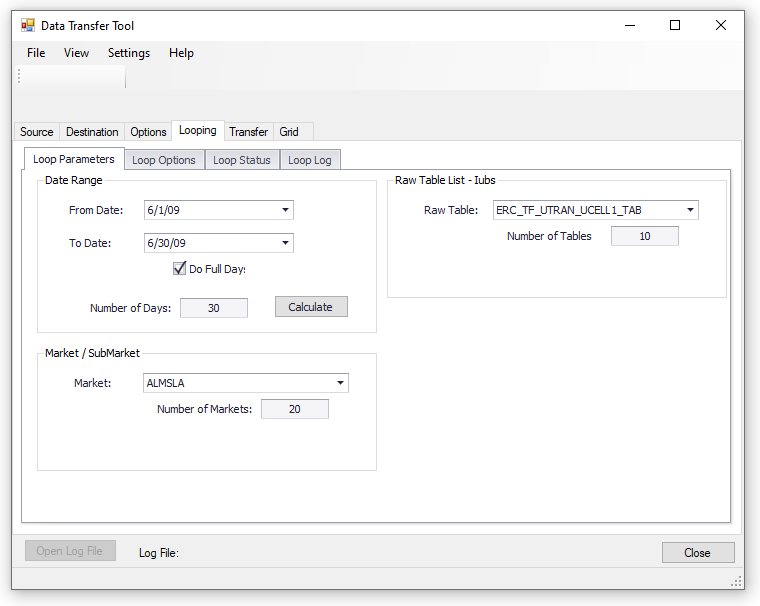 Data Transfer Tool
File View Settings Help
Source Destination Options Looping Transfer Grid
Loop Parameters Loop Options Loop Status Loop Log
Date Range
From Date: 6/1/09
To Date: 6/30/09
Do Full Days
Number of Days: 30 Calculate
Market / SubMarket
Market: ALMSLA
Number of Markets: 20
Raw Table List - Iubs
Raw Table: ERC_TF_UTRAN_UCELL1_TAB
Number of Tables 10
Open Log File Log File: Close